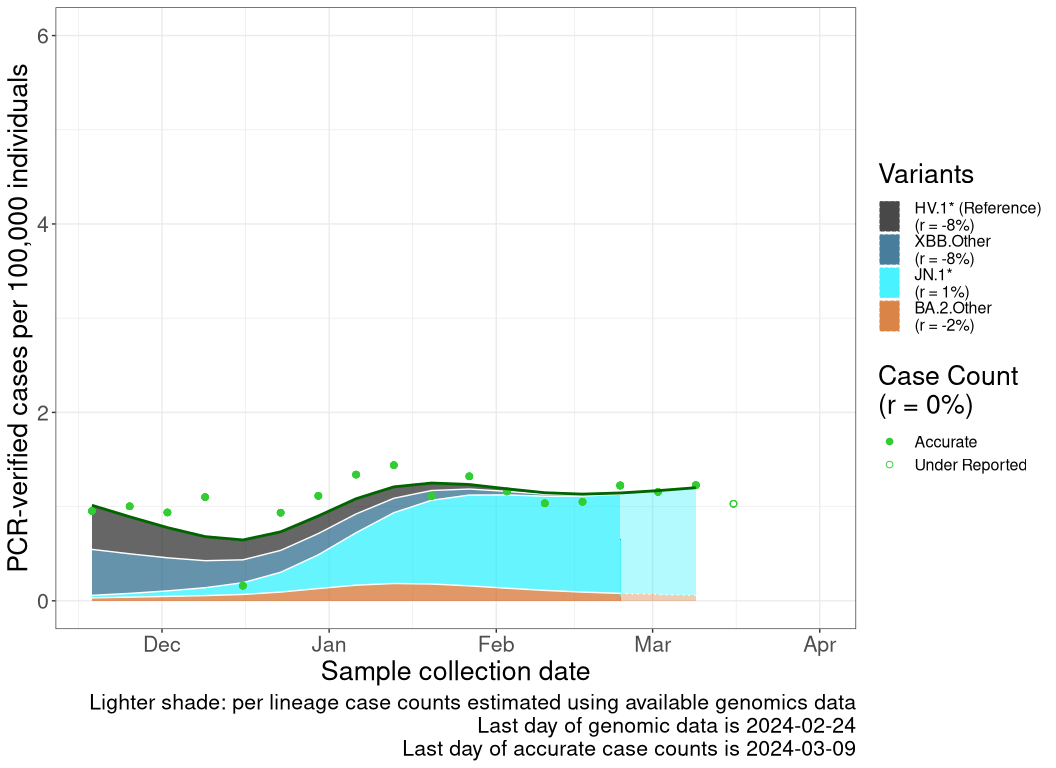 PCR-verified cases per 100,000 individuals
6
4
2
0
Dec
Jan
Feb
Mar
Apr
Sample collection date
Lighter shade: per lineage case counts estimated using available genomics data
Last day of genomic data is 2024-02-24
Last day of accurate case counts is 2024-03-09
Variants
HV.1* (Reference)
(r = -8%)
XBB.Other
(r = -8%)
JN.1*
(r = 1%)
BA.2.Other
(r = -2%)
Case Count
(r = 0%)
Accurate
Under Reported